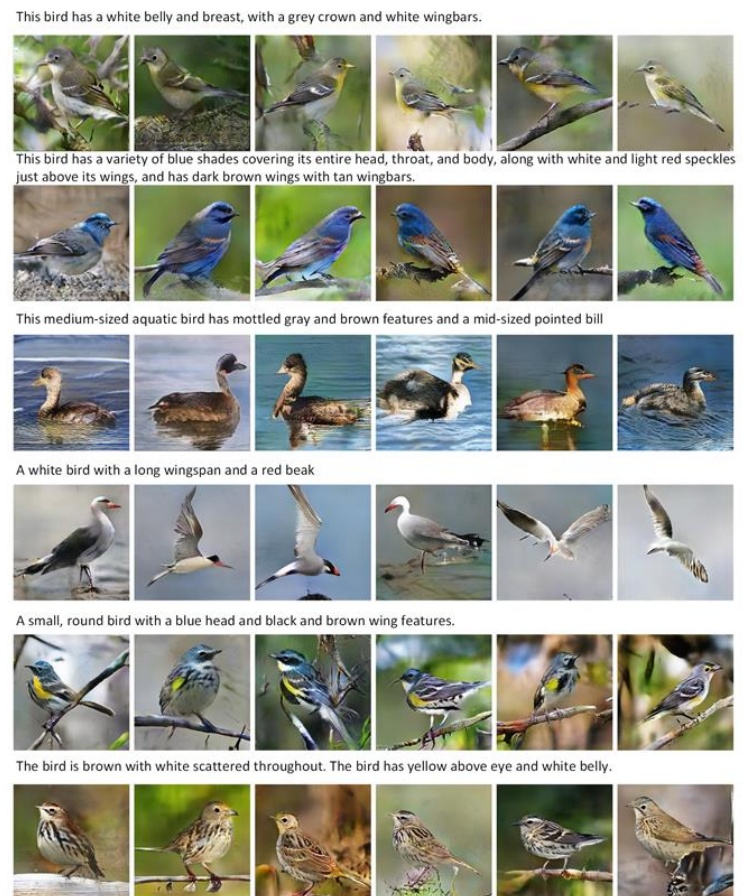 This bird has a white belly and breast, with a grey crown and white wingbars.
This bird has a variety of blue shades covering its entire head, throat, and body, along with white and light red speckles
just above its wings, and has dark brown wings with tan wingbars.
This medium-sized aquatic bird has mottled gray and brown features and a mid-sized pointed bill
A white bird with a long wingspan and a red beak
A small, round bird with a blue head and black and brown wing features.
The bird is brown with white scattered throughout. The bird has yellow above eye and white belly.